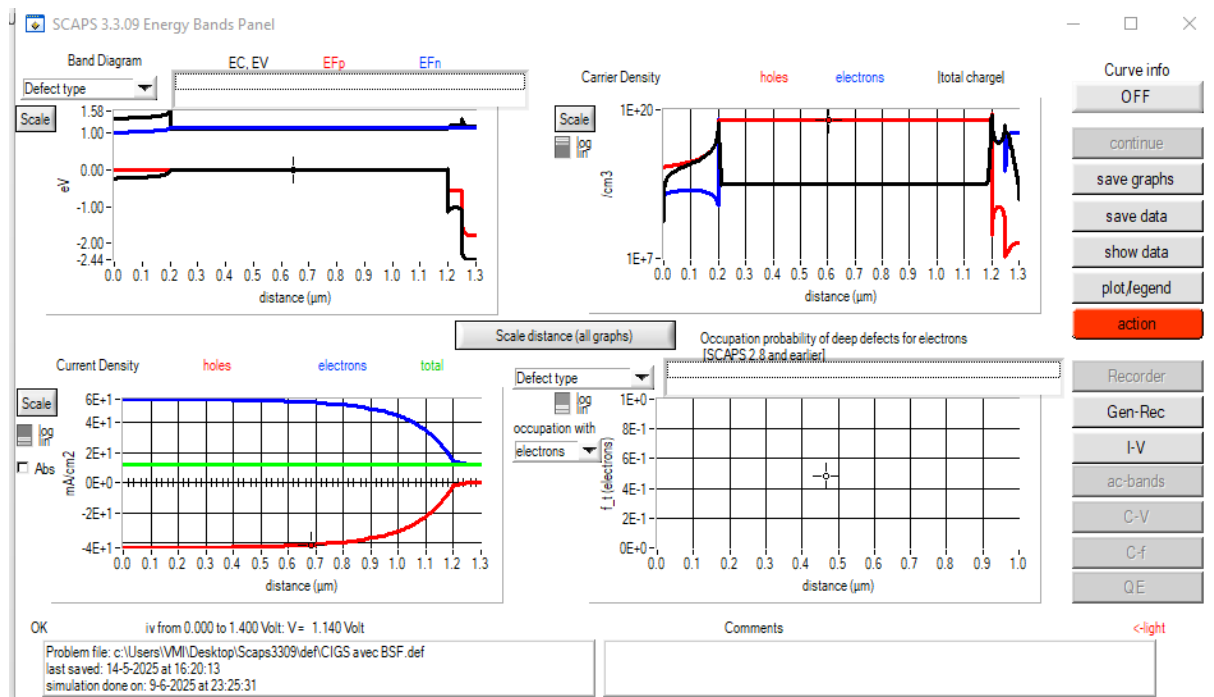 SCAPS 3.3.09 Energy Bands Panel
Band Diagram EC, EV EFp EFn
Defect type
Scale
1.58
1.00
0.00
-1.00
-2.00
-2.44
eV
0.0 0.1 0.2 0.3 0.4 0.5 0.6 0.7 0.8 0.9 1.0 1.1 1.2 1.3
distance (µm)
Carrier Density holes electrons |total charge|
Scale
log
lin
1E+20
1E+7
/cm3
0.0 0.1 0.2 0.3 0.4 0.5 0.6 0.7 0.8 0.9 1.0 1.1 1.2 1.3
distance (µm)
Curve info
OFF
continue
save graphs
save data
show data
plot,legend
action
Recorder
Gen-Rec
I-V
ac-bands
C-V
C-f
QE
Scale distance (all graphs)
Current Density holes electrons total
Scale
log
lin
Abs
6E+1
4E+1
2E+1
0E+0
-2E+1
-4E+1
mA/cm2
0.0 0.1 0.2 0.3 0.4 0.5 0.6 0.7 0.8 0.9 1.0 1.1 1.2 1.3
distance (µm)
Occupation probability of deep defects for electrons
[SCAPS 2.8 and earlier]
Defect type
log
lin
occupation with
electrons
1E+0
8E-1
6E-1
4E-1
2E-1
0E+0
f_t (electrons)
0.0 0.1 0.2 0.3 0.4 0.5 0.6 0.7 0.8 0.9 1.0
distance (µm)
OK iv from 0.000 to 1.400 Volt: V = 1.140 Volt
Comments
<-light
Problem file: c:\Users\VMI\Desktop\Scaps3309\def\CIGS avec BSF.def
last saved: 14-5-2025 at 16:20:13
simulation done on: 9-6-2025 at 23:25:31